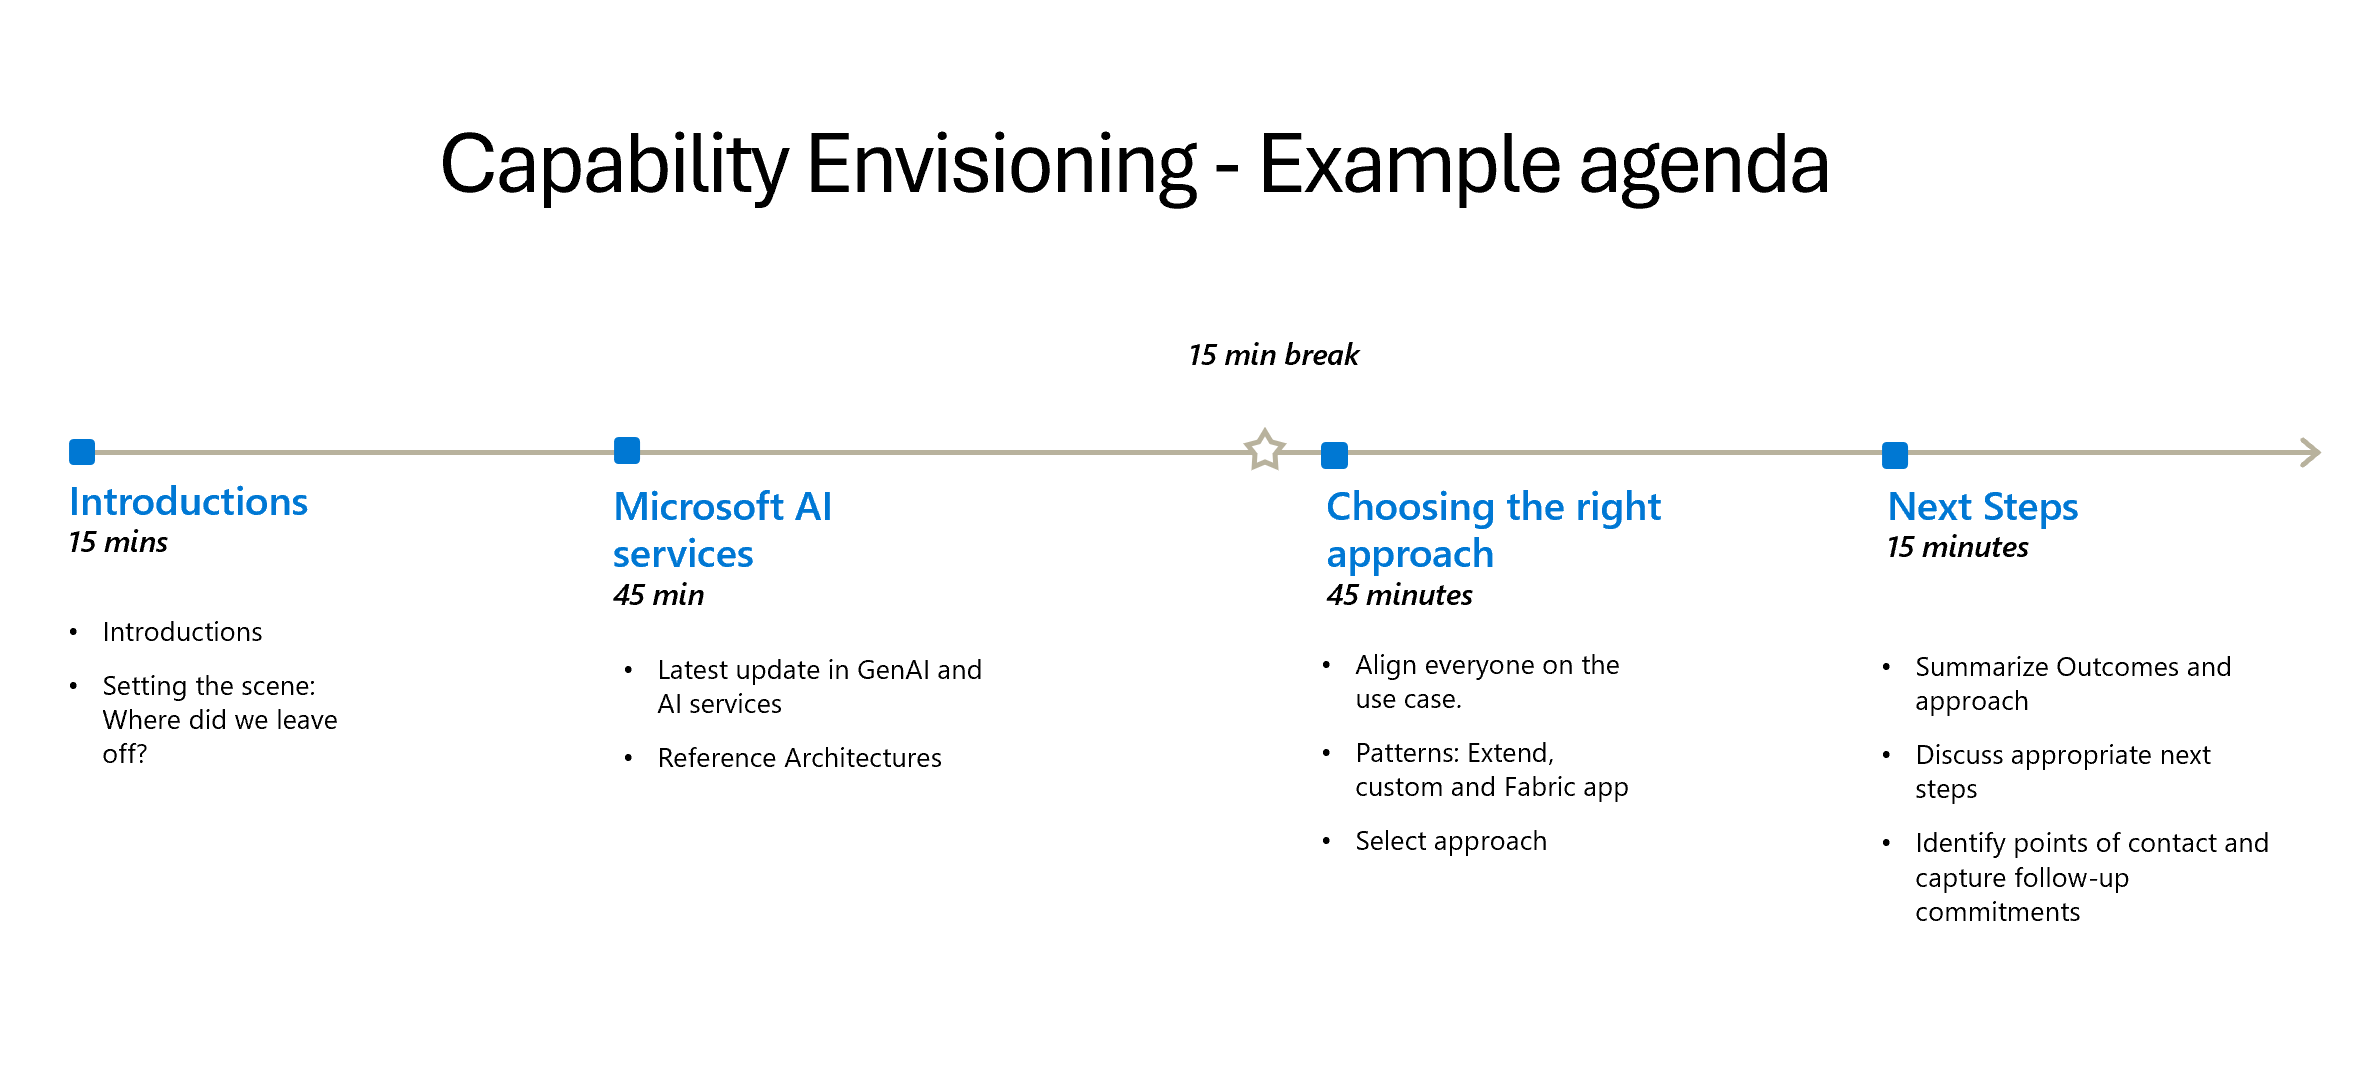 Capability Envisioning - Example agenda
15 min break
Introductions
15 mins
• Introductions
• Setting the scene:
Where did we leave
off?
Microsoft AI
services
45 min
• Latest update in GenAI and
AI services
• Reference Architectures
Choosing the right
approach
45 minutes
• Align everyone on the
use case.
• Patterns: Extend,
custom and Fabric app
• Select approach
Next Steps
15 minutes
• Summarize Outcomes and
approach
• Discuss appropriate next
steps
• Identify points of contact and
capture follow-up
commitments